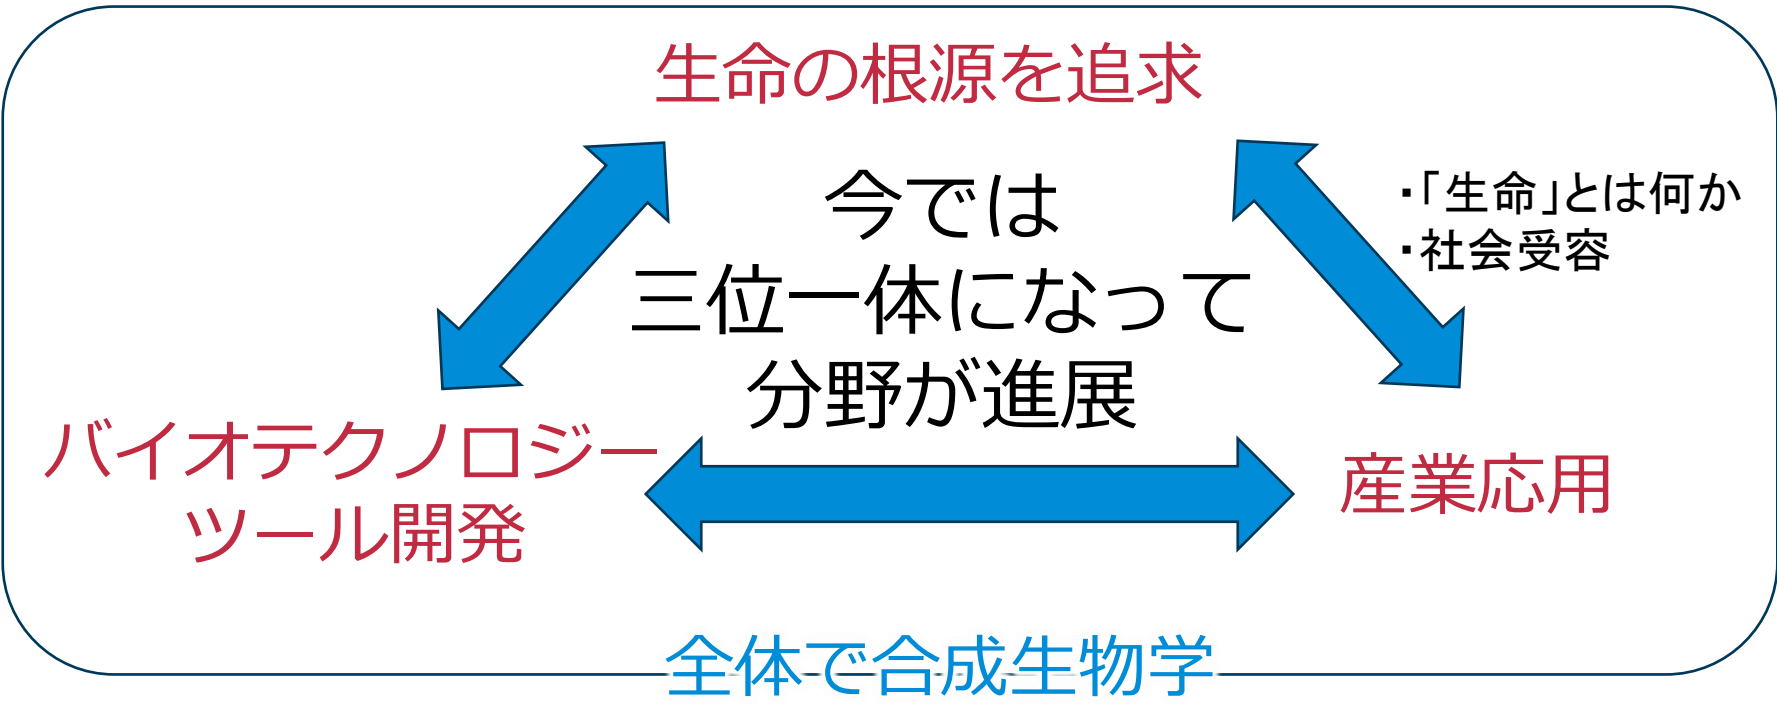 生命の根源を追求
今では
三位一体になって
分野が進展
・「生命」とは何か
・社会受容
バイオテクノロジー
ツール開発
産業応用
全体で合成生物学